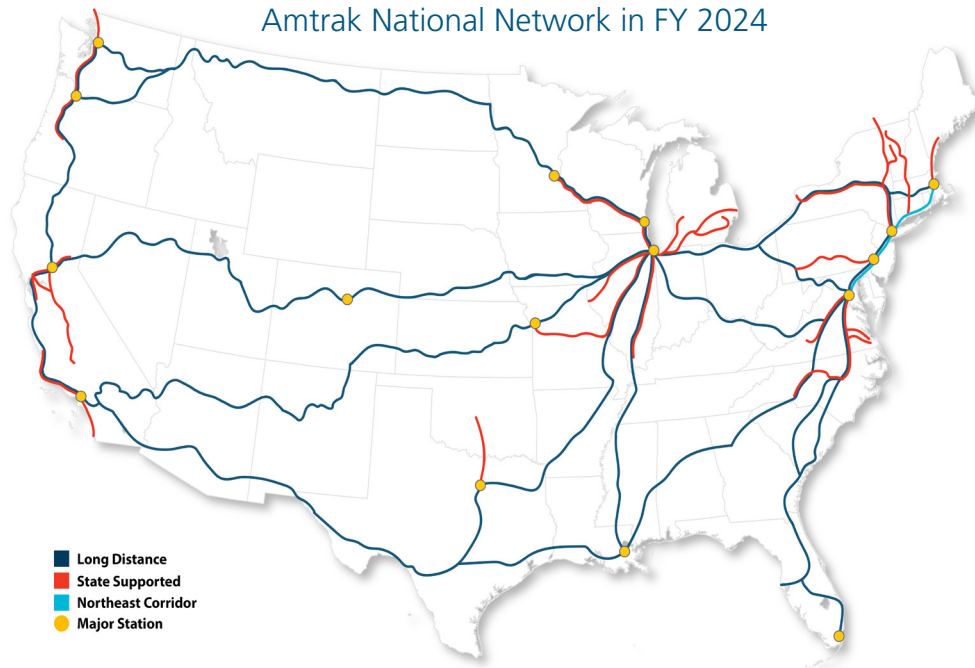 Amtrak National Network in FY 2024
Long Distance
State Supported
Northeast Corridor
Major Station